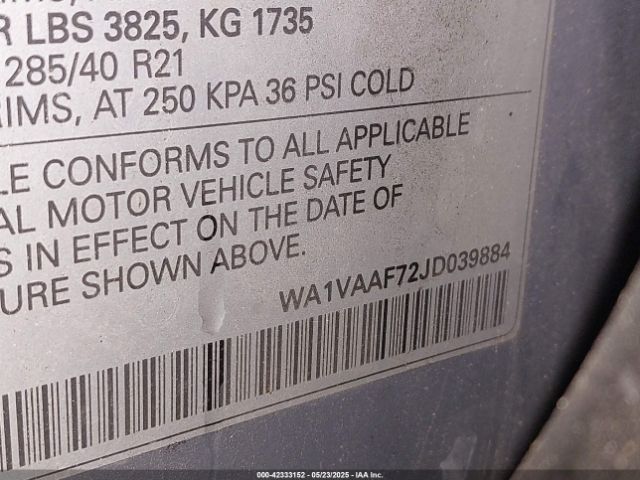 R LBS 3825, KG 1735
285/40 R21
RIMS, AT 250 KPA 36 PSI COLD
LE CONFORMS TO ALL APPLICABLE
AL MOTOR VEHICLE SAFETY
S IN EFFECT ON THE DATE OF
URE SHOWN ABOVE.
WA1VAAF72JD039884
000-42333152 - 05/23/2025 - IAA Inc.